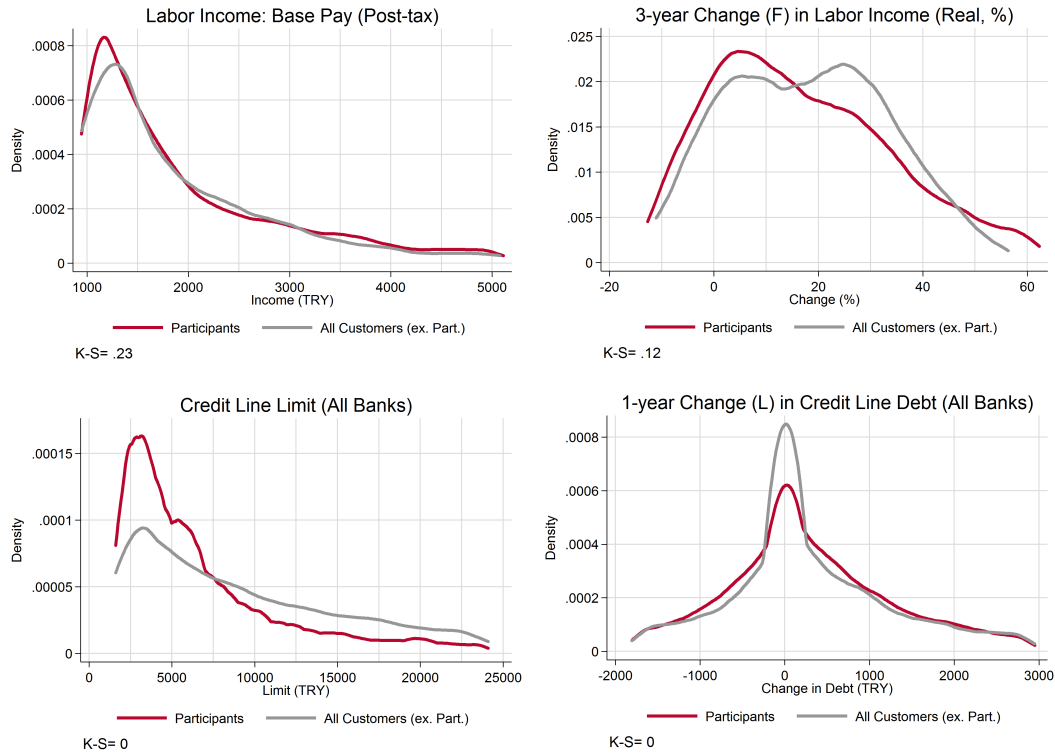 Labor Income: Base Pay (Post-tax)
.0008
.0006
.0004
.0002
0
Density
1000 2000 3000 4000 5000
Income (TRY)
Participants All Customers (ex. Part.)
K-S= .23
3-year Change (F) in Labor Income (Real, %)
.025
.02
.015
.01
.005
0
Density
-20 0 20 40 60
Change (%)
Participants All Customers (ex. Part.)
K-S= .12
Credit Line Limit (All Banks)
.00015
.0001
.00005
0
Density
0 5000 10000 15000 20000 25000
Limit (TRY)
Participants All Customers (ex. Part.)
K-S= 0
1-year Change (L) in Credit Line Debt (All Banks)
.0008
.0006
.0004
.0002
0
Density
-2000 -1000 0 1000 2000 3000
Change in Debt (TRY)
Participants All Customers (ex. Part.)
K-S= 0